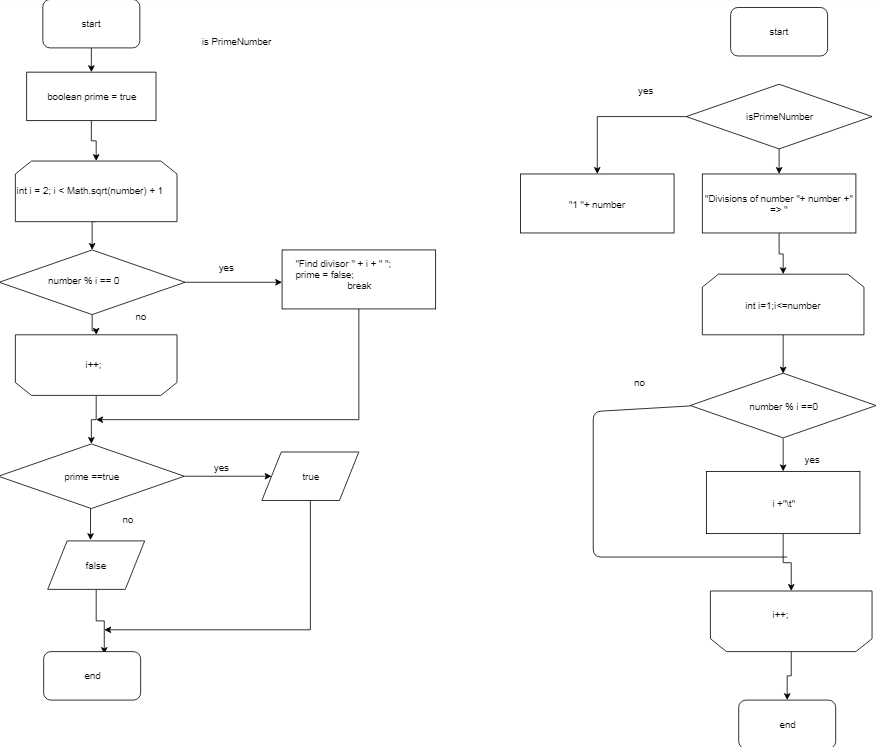 start
is PrimeNumber
boolean prime = true
int i = 2; i < Math.sqrt(number) + 1
number % i == 0
yes
"Find divisor " + i + " ";
prime = false;
break
no
i++;
prime ==true
yes
true
no
false
end
start
yes
isPrimeNumber
"1 "+ number
"Divisions of number "+ number +"
=> "
int i=1;i<=number
no
number % i ==0
yes
i +"\t"
i++;
end